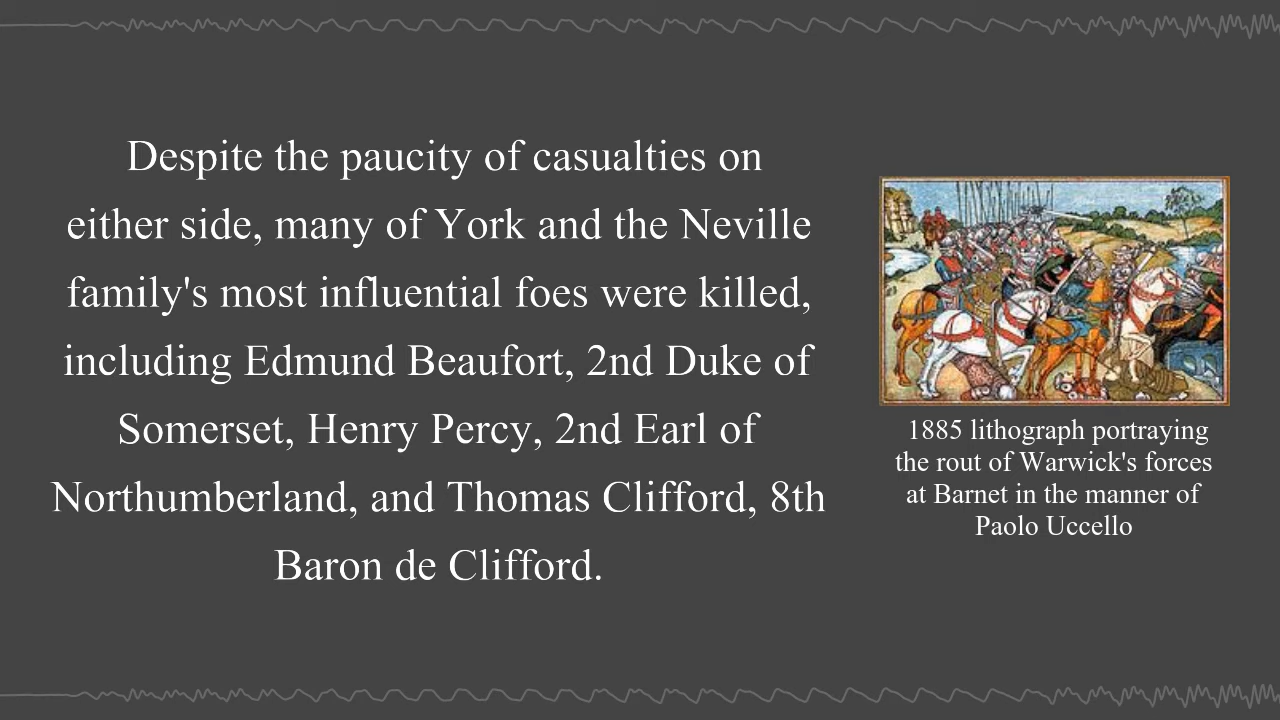 Despite the paucity of casualties on
either side, many of York and the Neville
family's most influential foes were killed,
including Edmund Beaufort, 2nd Duke of
Somerset, Henry Percy, 2nd Earl of
Northumberland, and Thomas Clifford, 8th
Baron de Clifford.
1885 lithograph portraying
the rout of Warwick's forces
at Barnet in the manner of
Paolo Uccello